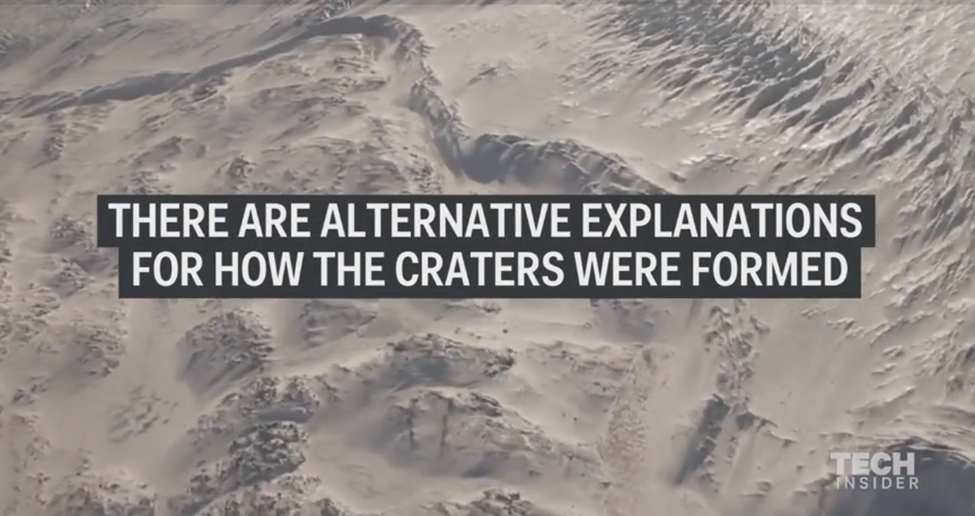 THERE ARE ALTERNATIVE EXPLANATIONS
FOR HOW THE CRATERS WERE FORMED
TECH
INSIDER